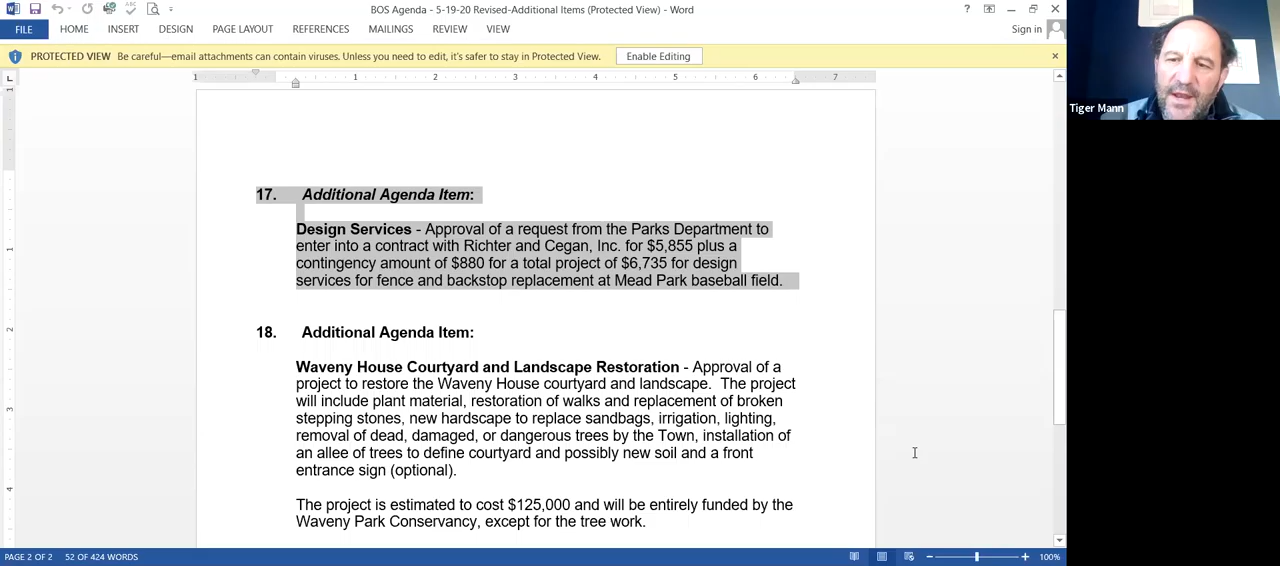 BOS Agenda - 5-19-20 Revised-Additional Items (Protected View) - Word
FILE HOME INSERT DESIGN PAGE LAYOUT REFERENCES MAILINGS REVIEW VIEW Sign in
PROTECTED VIEW Be careful—email attachments can contain viruses. Unless you need to edit, it's safer to stay in Protected View. Enable Editing
1 1 2 3 4 5 6 7
Tiger Mann
17. Additional Agenda Item:
Design Services - Approval of a request from the Parks Department to
enter into a contract with Richter and Cegan, Inc. for $5,855 plus a
contingency amount of $880 for a total project of $6,735 for design
services for fence and backstop replacement at Mead Park baseball field.
18. Additional Agenda Item:
Waveny House Courtyard and Landscape Restoration - Approval of a
project to restore the Waveny House courtyard and landscape. The project
will include plant material, restoration of walks and replacement of broken
stepping stones, new hardscape to replace sandbags, irrigation, lighting,
removal of dead, damaged, or dangerous trees by the Town, installation of
an allee of trees to define courtyard and possibly new soil and a front
entrance sign (optional).
The project is estimated to cost $125,000 and will be entirely funded by the
Waveny Park Conservancy, except for the tree work.
PAGE 2 OF 2 52 OF 424 WORDS 100%